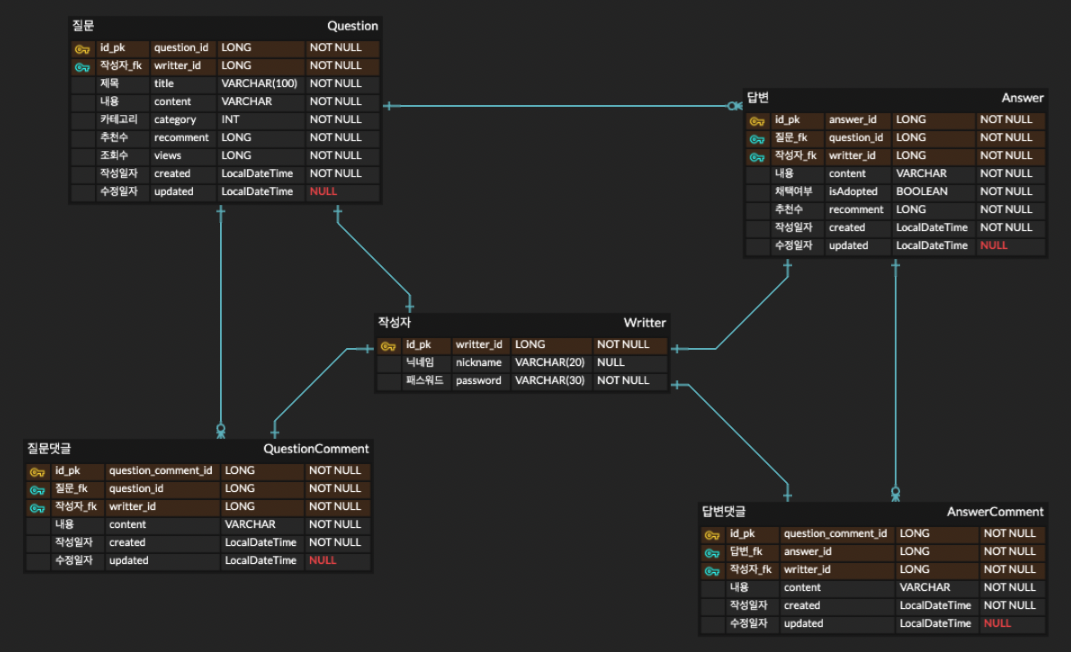 질문 Question
id_pk question_id LONG NOT NULL
작성자_fk writter_id LONG NOT NULL
제목 title VARCHAR(100) NOT NULL
내용 content VARCHAR NOT NULL
카테고리 category INT NOT NULL
추천수 recomment LONG NOT NULL
조회수 views LONG NOT NULL
작성일자 created LocalDateTime NOT NULL
수정일자 updated LocalDateTime NULL
답변 Answer
id_pk answer_id LONG NOT NULL
질문_fk question_id LONG NOT NULL
작성자_fk writter_id LONG NOT NULL
내용 content VARCHAR NOT NULL
채택여부 isAdopted BOOLEAN NOT NULL
추천수 recomment LONG NOT NULL
작성일자 created LocalDateTime NOT NULL
수정일자 updated LocalDateTime NULL
작성자 Writter
id_pk writter_id LONG NOT NULL
닉네임 nickname VARCHAR(20) NULL
패스워드 password VARCHAR(30) NOT NULL
질문댓글 QuestionComment
id_pk question_comment_id LONG NOT NULL
질문_fk question_id LONG NOT NULL
작성자_fk writter_id LONG NOT NULL
내용 content VARCHAR NOT NULL
작성일자 created LocalDateTime NOT NULL
수정일자 updated LocalDateTime NULL
답변댓글 AnswerComment
id_pk question_comment_id LONG NOT NULL
답변_fk answer_id LONG NOT NULL
작성자_fk writter_id LONG NOT NULL
내용 content VARCHAR NOT NULL
작성일자 created LocalDateTime NOT NULL
수정일자 updated LocalDateTime NULL